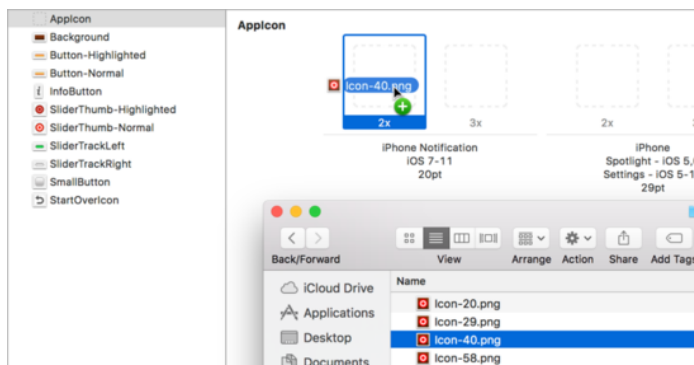 AppIcon
Background
Button-Highlighted
Button-Normal
InfoButton
SliderThumb-Highlighted
SliderThumb-Normal
SliderTrackLeft
SliderTrackRight
SmallButton
StartOverIcon
AppIcon
Icon-40.png
2x
3x
2x
iPhone Notification
iOS 7-11
20pt
iPhone
Spotlight - iOS 5,
Settings - iOS 5-1
29pt
Back/Forward
View
Arrange
Action
Share
Add Tags
iCloud Drive
Applications
Desktop
Documents
Name
Icon-20.png
Icon-29.png
Icon-40.png
Icon-58.png